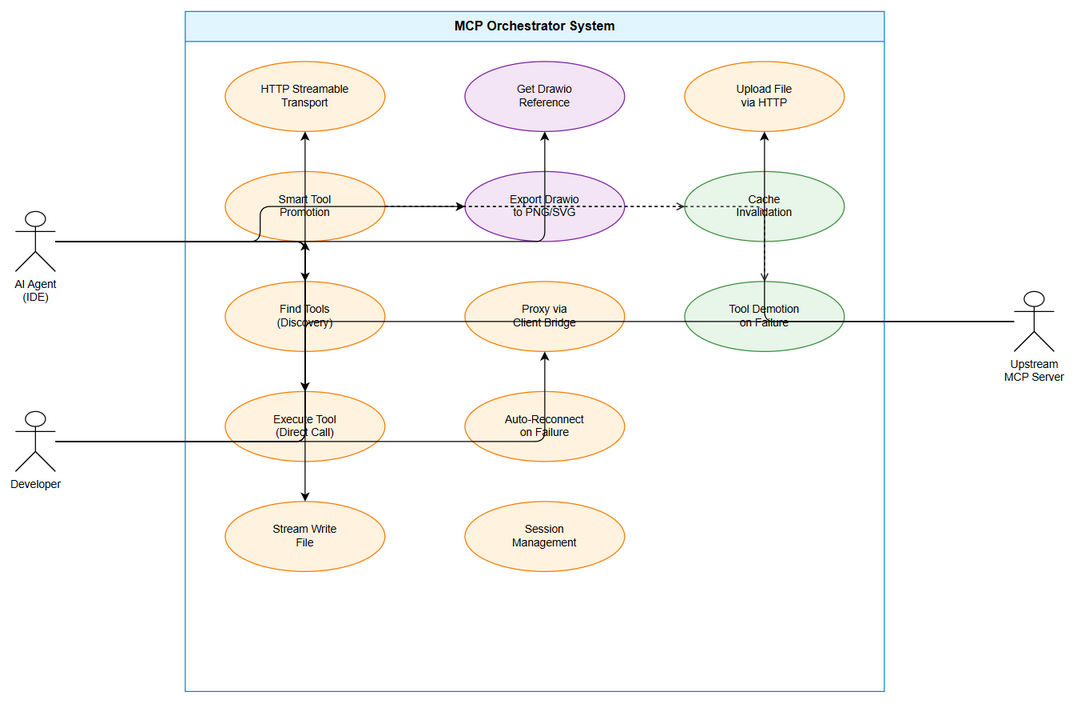 MCP Orchestrator System
HTTP Streamable
Transport
Get Drawio
Reference
Upload File
via HTTP
Smart Tool
Promotion
Export Drawio
to PNG/SVG
Cache
Invalidation
AI Agent
(IDE)
Find Tools
(Discovery)
Proxy via
Client Bridge
Tool Demotion
on Failure
Upstream
MCP Server
Execute Tool
(Direct Call)
Auto-Reconnect
on Failure
Developer
Stream Write
File
Session
Management